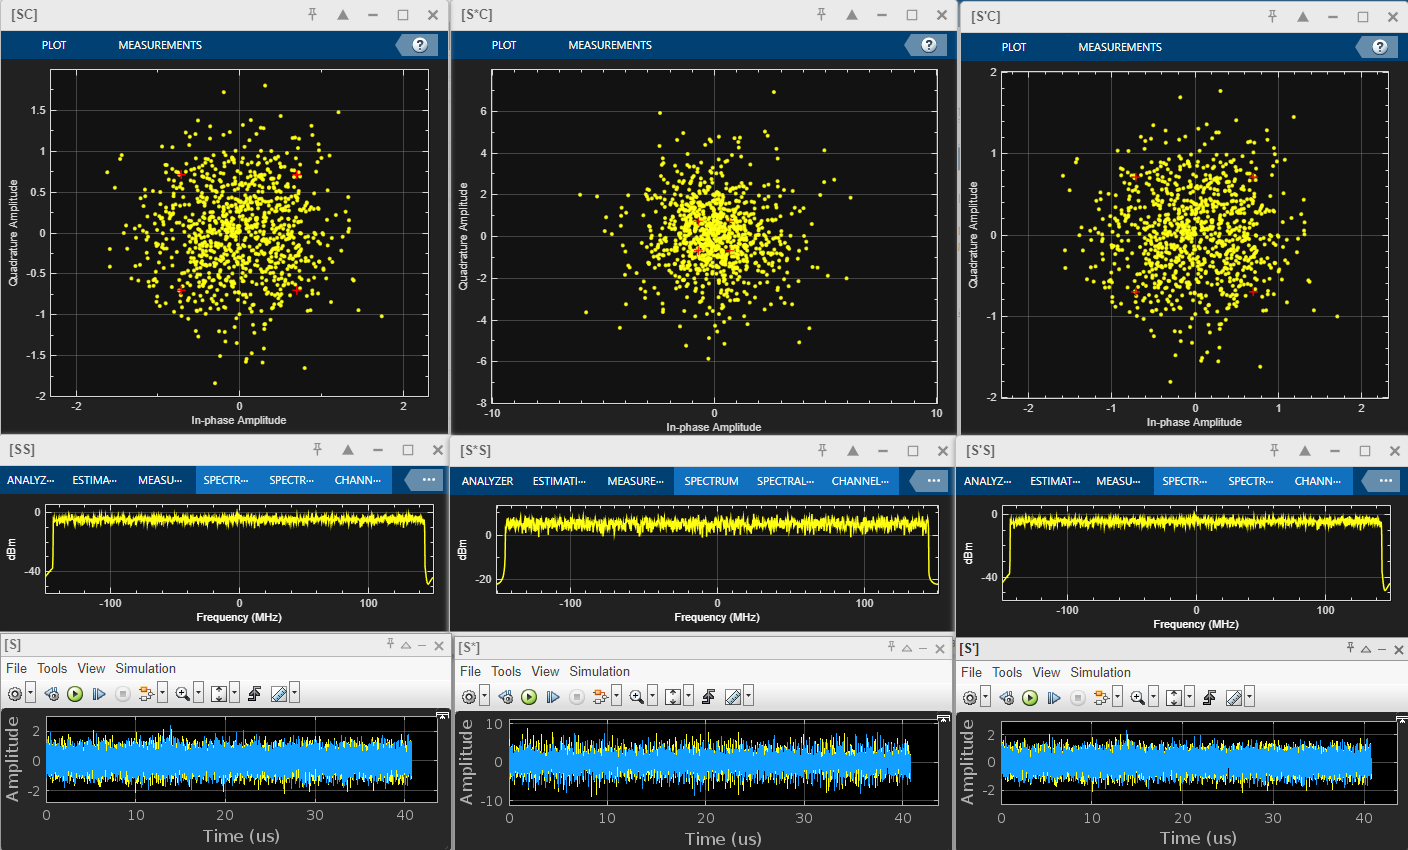 [SC]
PLOT MEASUREMENTS ?
1.5
1
0.5
0
-0.5
-1
-1.5
-2
Quadrature Amplitude
-2 0 2
In-phase Amplitude
[S*C]
PLOT MEASUREMENTS ?
6
4
2
0
-2
-4
-6
-8
Quadrature Amplitude
-10 0 10
In-phase Amplitude
[S'C]
PLOT MEASUREMENTS ?
2
1
0
-1
-2
Quadrature Amplitude
-2 -1 0 1 2
In-phase Amplitude
[SS]
ANALYZ··· ESTIMA··· MEASU··· SPECTR··· SPECTR··· CHANN··· ···
0
-40
dBm
-100 0 100
Frequency (MHz)
[S*S]
ANALYZER ESTIMATI··· MEASURE··· SPECTRUM SPECTRAL··· CHANNEL··· ···
0
-20
dBm
-100 0 100
Frequency (MHz)
[S'S]
ANALYZ··· ESTIMAT··· MEASU··· SPECTR··· SPECTR··· CHANN··· ···
0
-40
dBm
-100 0 100
Frequency (MHz)
[S]
File Tools View Simulation
2
0
-2
Amplitude
0 10 20 30 40
Time (us)
[S*]
File Tools View Simulation
10
0
-10
Amplitude
0 10 20 30 40
Time (us)
[S']
File Tools View Simulation
2
0
-2
Amplitude
0 10 20 30 40
Time (us)